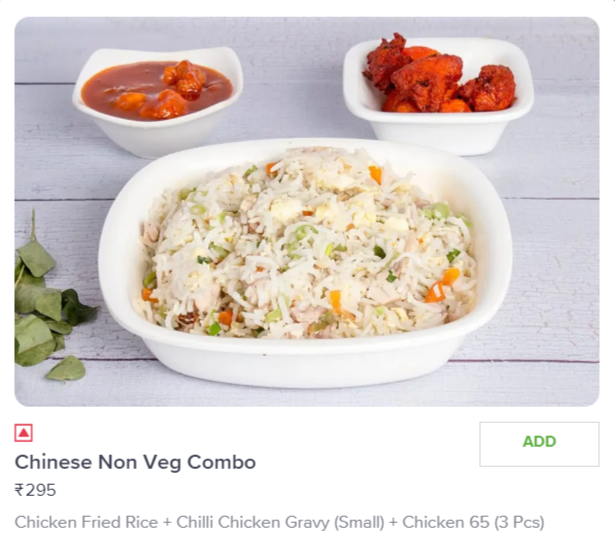 Chinese Non Veg Combo
ADD
₹295
Chicken Fried Rice + Chilli Chicken Gravy (Small) + Chicken 65 (3 Pcs)